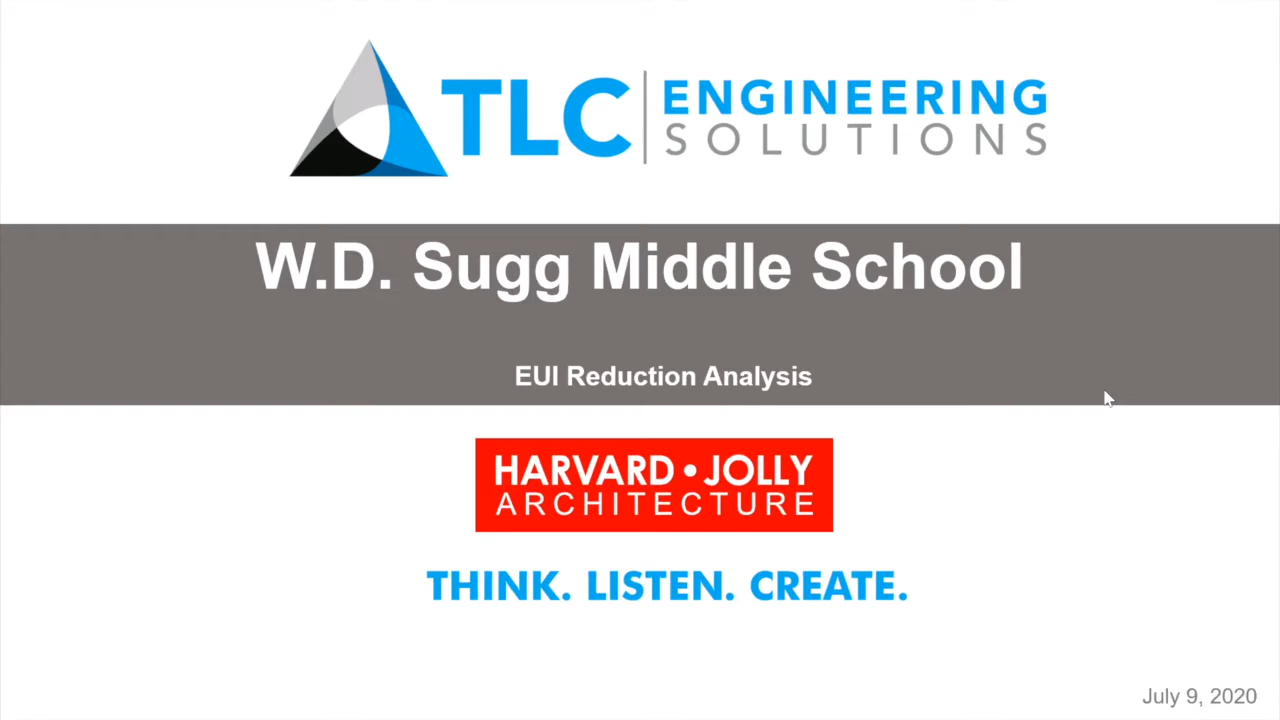 TLC ENGINEERING
SOLUTIONS
W.D. Sugg Middle School
EUI Reduction Analysis
HARVARD • JOLLY
ARCHITECTURE
THINK. LISTEN. CREATE.
July 9, 2020